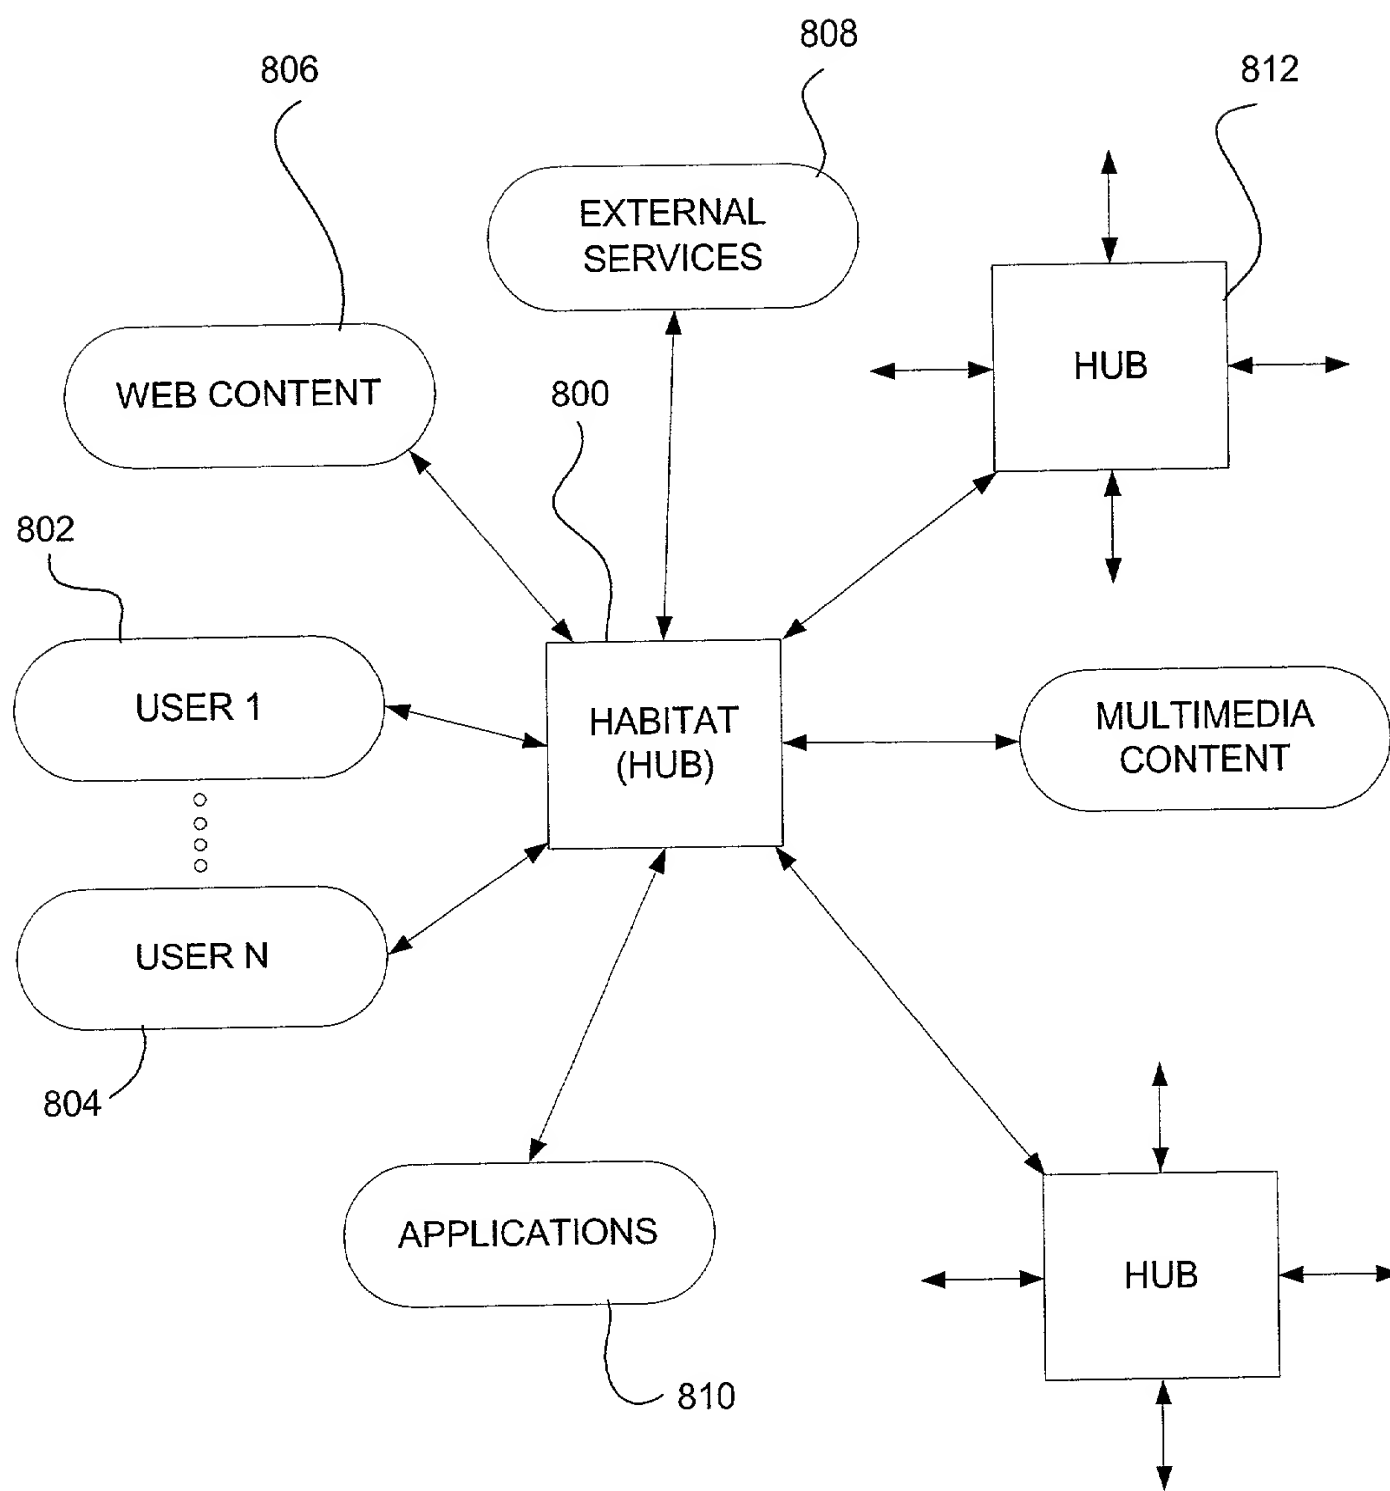 808
806
812
EXTERNAL
SERVICES
HUB
WEB CONTENT
800
802
USER 1
HABITAT
(HUB)
MULTIMEDIA
CONTENT
USER N
804
APPLICATIONS
HUB
810